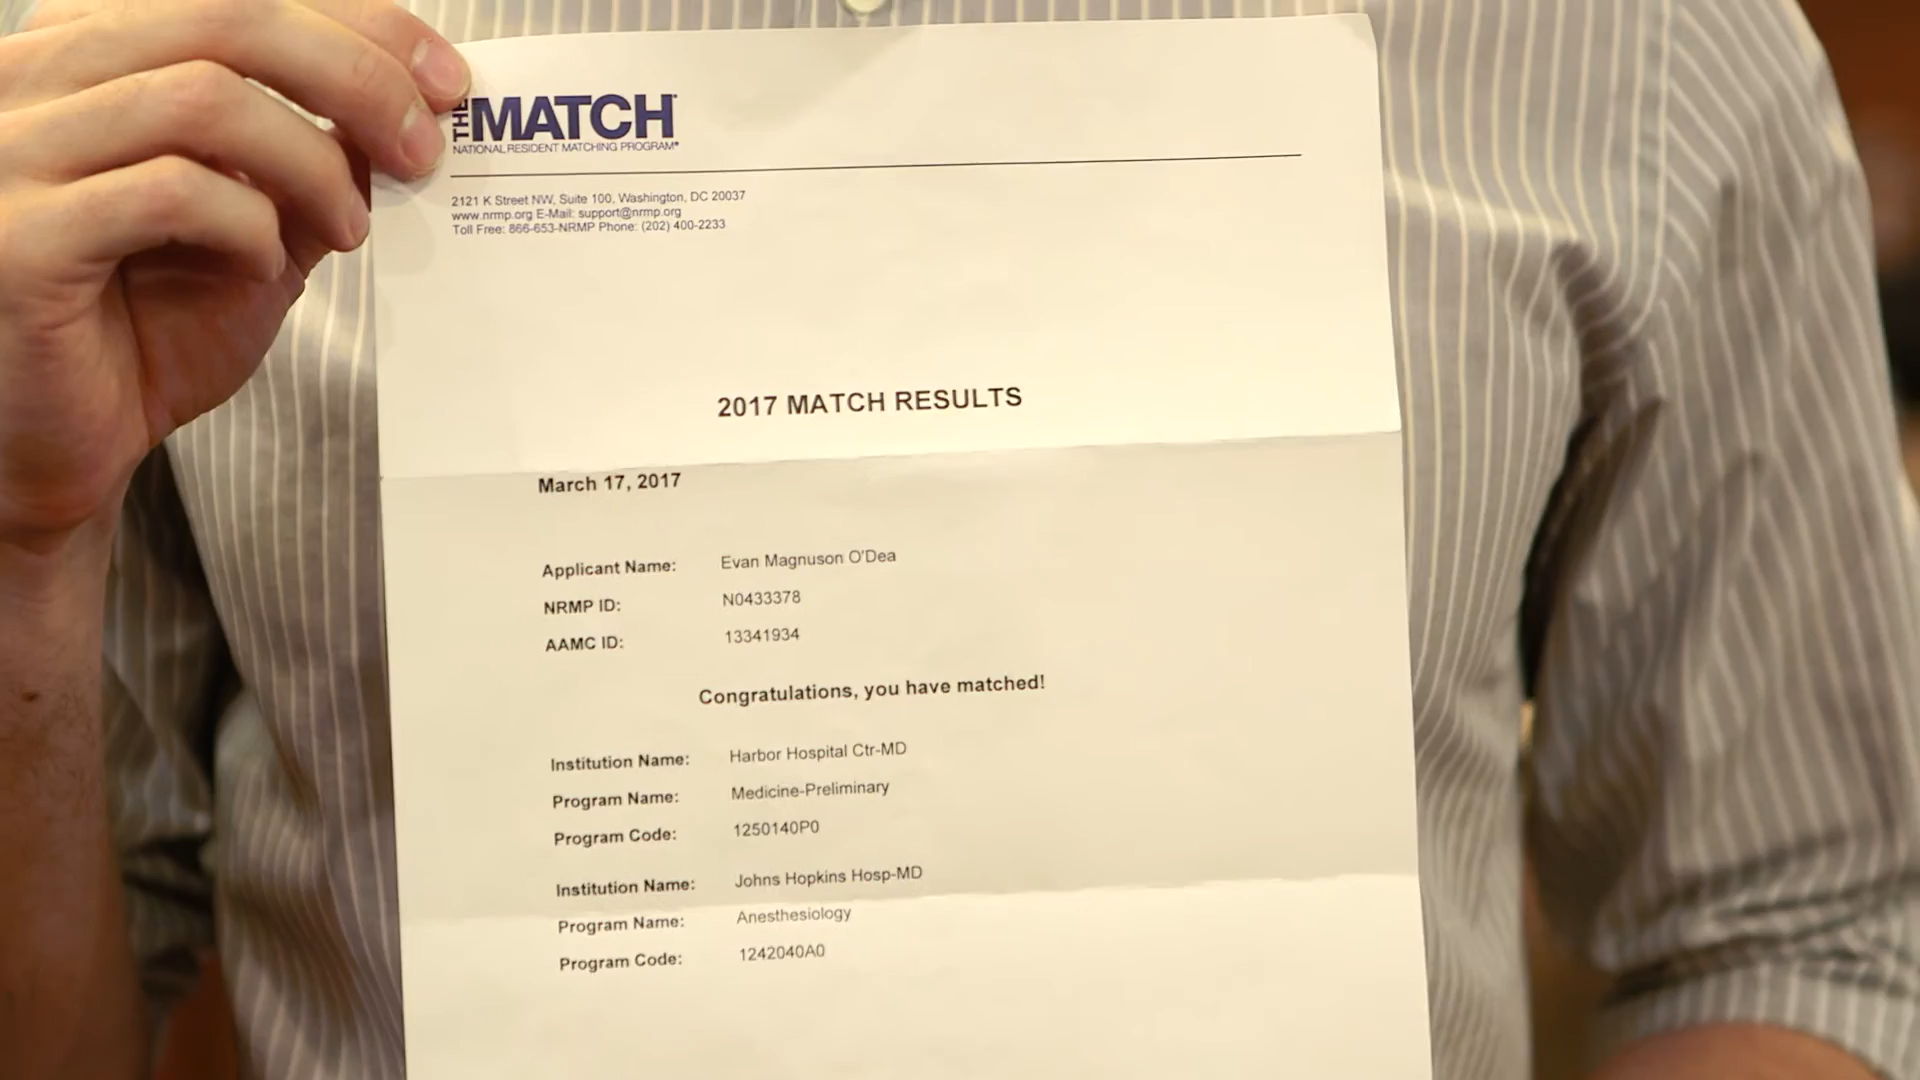 THE MATCH
NATIONAL RESIDENT MATCHING PROGRAM®
2121 K Street NW, Suite 100, Washington, DC 20037
www.nrmp.org E-Mail: support@nrmp.org
Toll Free: 866-653-NRMP Phone: (202) 400-2233
2017 MATCH RESULTS
March 17, 2017
Applicant Name: Evan Magnuson O'Dea
NRMP ID: N0433378
AAMC ID: 13341934
Congratulations, you have matched!
Institution Name: Harbor Hospital Ctr-MD
Program Name: Medicine-Preliminary
Program Code: 1250140P0
Institution Name: Johns Hopkins Hosp-MD
Program Name: Anesthesiology
Program Code: 1242040A0